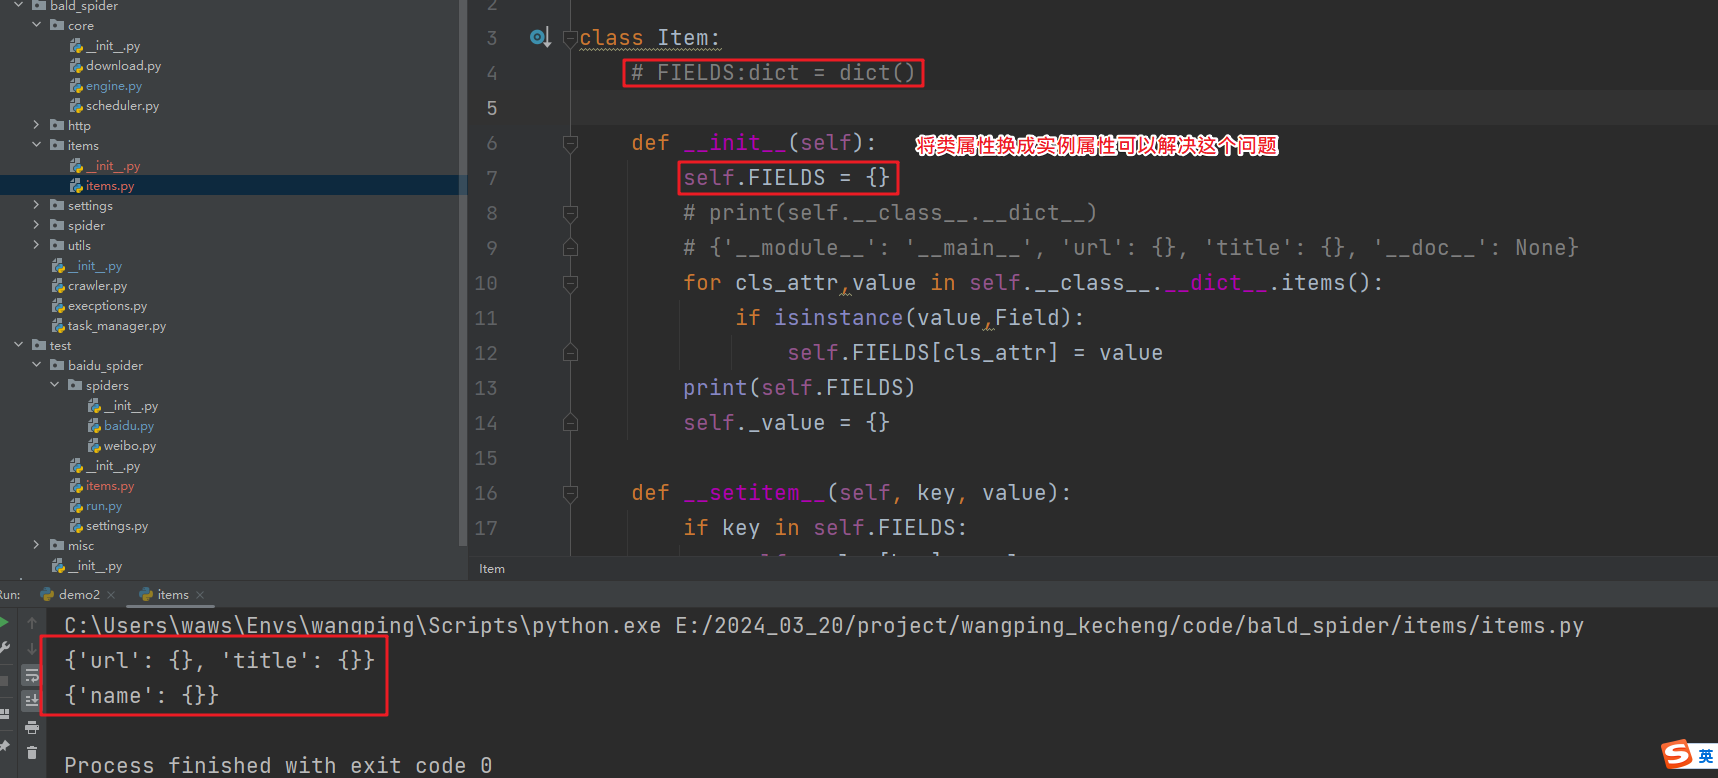 bald_spider
core
__init__.py
download.py
engine.py
scheduler.py
http
items
__init__.py
items.py
settings
spider
utils
__init__.py
crawler.py
execptions.py
task_manager.py
test
baidu_spider
spiders
__init__.py
baidu.py
weibo.py
__init__.py
items.py
run.py
settings.py
misc
__init__.py
2
3 class Item:
4 # FIELDS:dict = dict()
5
6 def __init__(self): 将类属性换成实例属性可以解决这个问题
7 self.FIELDS = {}
8 # print(self.__class__.__dict__)
9 # {'__module__': '__main__', 'url': {}, 'title': {}, '__doc__': None}
10 for cls_attr,value in self.__class__.__dict__.items():
11 if isinstance(value,Field):
12 self.FIELDS[cls_attr] = value
13 print(self.FIELDS)
14 self._value = {}
15
16 def __setitem__(self, key, value):
17 if key in self.FIELDS:
Item
Run: demo2 items
C:\Users\waws\Envs\wangping\Scripts\python.exe E:/2024_03_20/project/wangping_kecheng/code/bald_spider/items/items.py
{'url': {}, 'title': {}}
{'name': {}}
Process finished with exit code 0
英